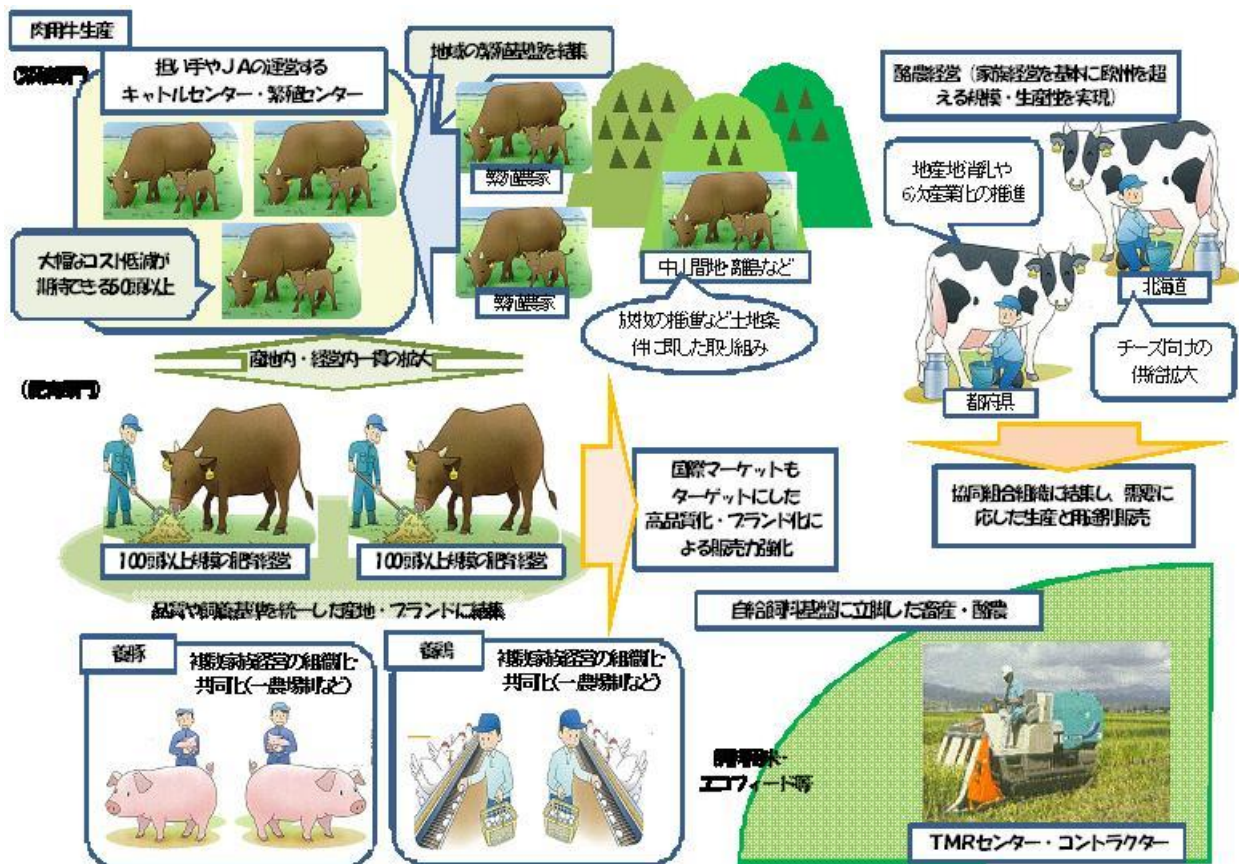 肉用牛生産
担い手やJAの運営する
キャトルセンター・繁殖センター
大幅なコスト低減が
期待できる50頭以上
地域の繁殖基盤を結集
繁殖農家
繁殖農家
中山間地・離島など
放牧の推進など土地条
件に即した取り組み
産地内・経営内一貫の拡大
(肥育部門)
100頭以上規模の肥育経営
100頭以上規模の肥育経営
品質や飼養基準を統一した産地・ブランドに結集
国際マーケットも
ターゲットにした
高品質化・ブランド化に
よる販売力強化
酪農経営(家族経営を基本に欧州を超
える規模・生産性を実現)
地産地消牛乳や
6次産業化の推進
北海道
チーズ向けの
供給拡大
都府県
協同組合組織に結集し、需要に
応じた生産と用途別販売
養豚
複数家族経営の組織化・
共同化(一農場制など)
養鶏
複数家族経営の組織化・
共同化(一農場制など)
自給飼料基盤に立脚した畜産・酪農
飼料用米・
エコフィード等
TMRセンター・コントラクター